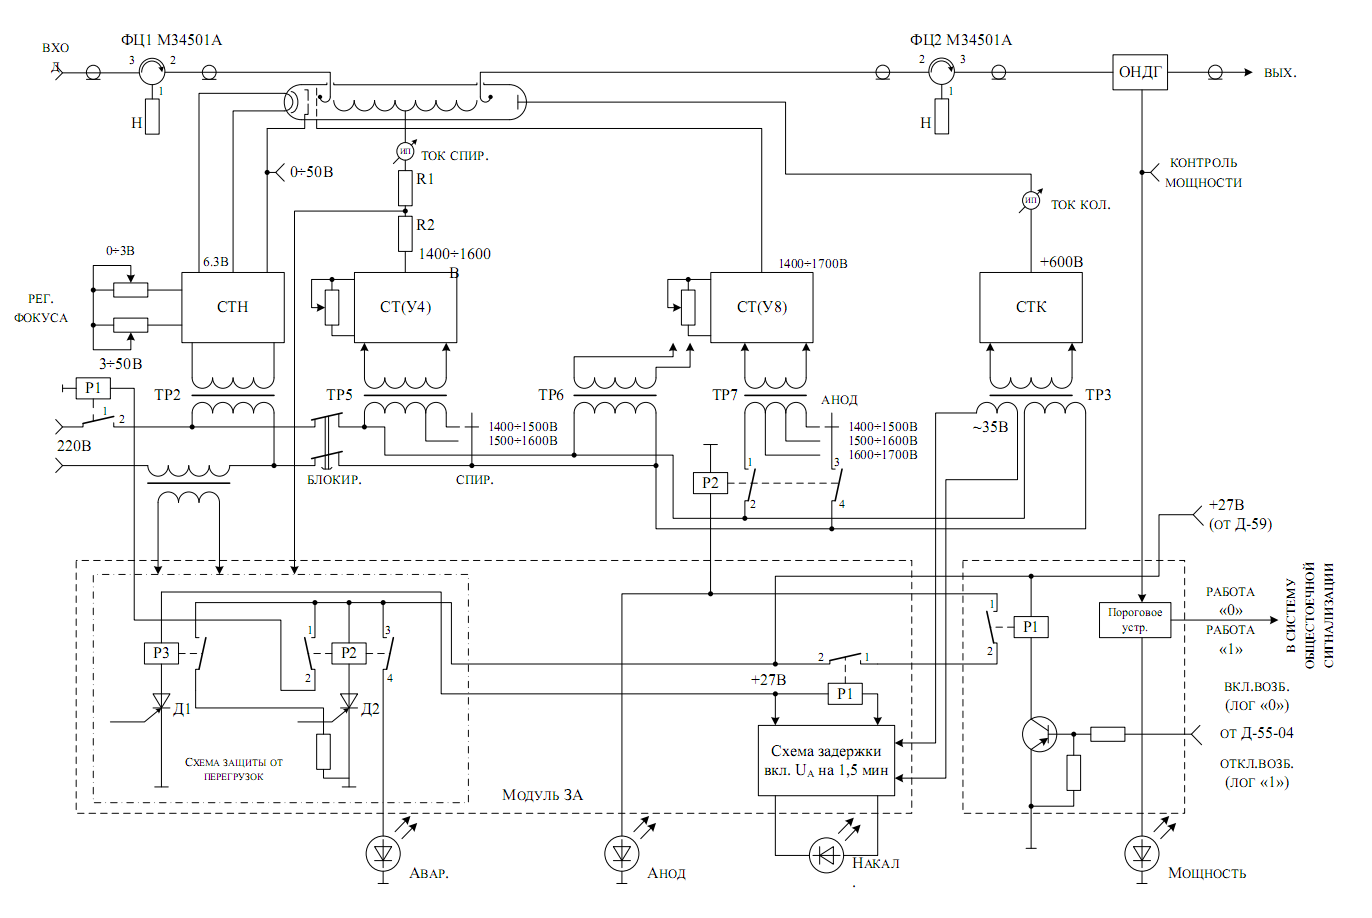 ФЦ1 М34501А
ФЦ2 М34501А
ВХО
Д
3
2
1
Н
2
3
1
Н
ОНДГ
ВЫХ.
ИП
ТОК СПИР.
0÷50В
R1
R2
КОНТРОЛЬ
МОЩНОСТИ
ИП
ТОК КОЛ.
0÷3В
6.3В
1400÷1600
В
1400÷1700В
+600В
РЕГ.
ФОКУСА
СТН
СТ(У4)
СТ(У8)
СТК
3÷50В
Р1
1
2
220В
ТР2
ТР5
ТР6
ТР7
ТР3
АНОД
1400÷1500В
1500÷1600В
1400÷1500В
1500÷1600В
1600÷1700В
~35В
БЛОКИР.
СПИР.
Р2
1
2
3
4
+27В
(ОТ Д-59)
РАБОТА
«0»
РАБОТА
«1»
В СИСТЕМУ
ОБЩЕСТОЕЧНОЙ
СИГНАЛИЗАЦИИ
Пороговое
устр.
1
2
Р1
Р3
1
2
Р2
3
4
2
1
+27В
Р1
Д1
Д2
ВКЛ.ВОЗБ.
(ЛОГ «0»)
ОТ Д-55-04
ОТКЛ.ВОЗБ.
(ЛОГ «1»)
СХЕМА ЗАЩИТЫ ОТ
ПЕРЕГРУЗОК
Схема задержки
вкл. UА на 1,5 мин
МОДУЛЬ ЗА
АВАР.
АНОД
НАКАЛ
.
МОЩНОСТЬ